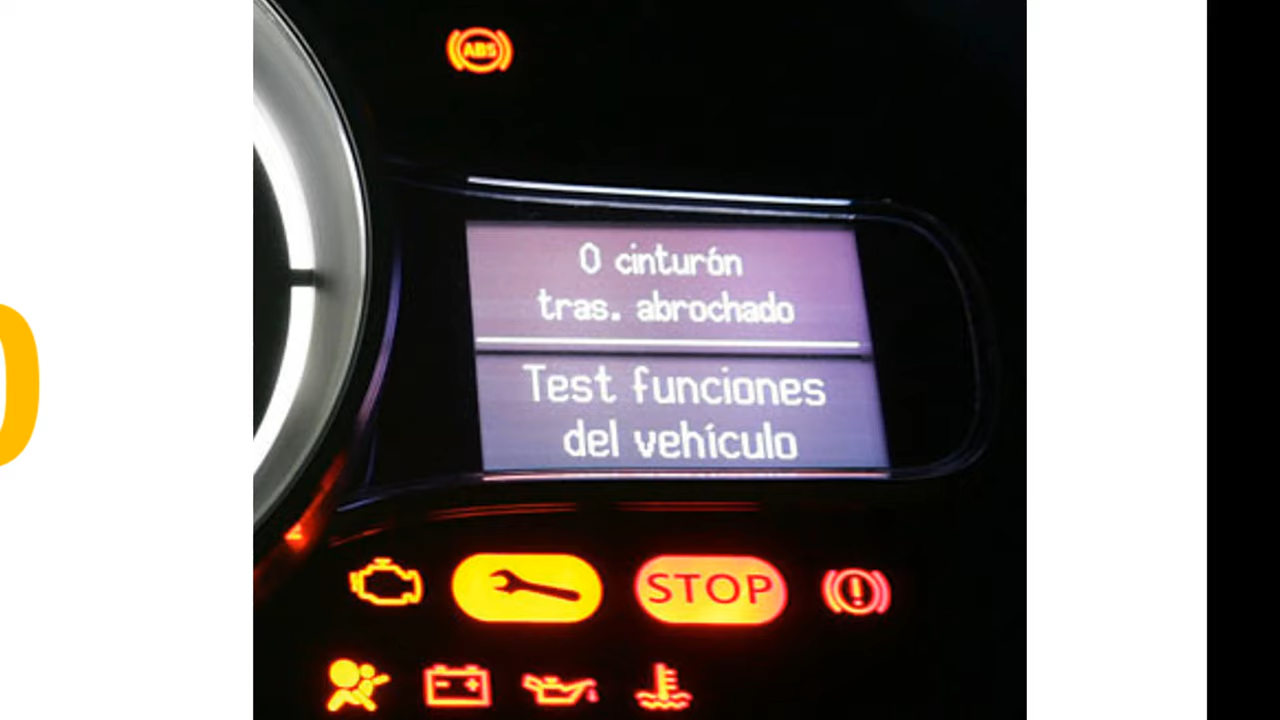 ABS
0 cinturón
tras. abrochado
Test funciones
del vehículo
STOP